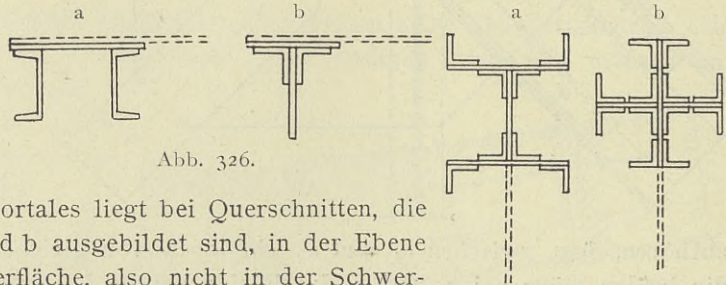 a b a b
Abb. 326.
ortales liegt bei Querschnitten, die
d b ausgebildet sind, in der Ebene
erfläche, also nicht in der Schwer-